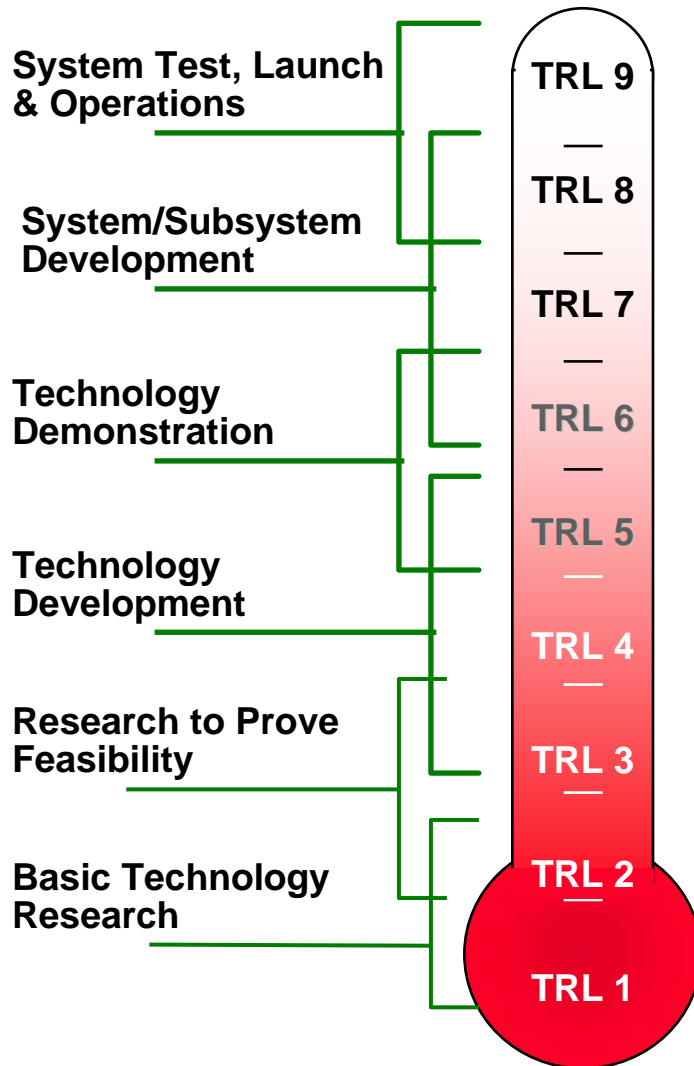 System Test, Launch
& Operations
System/Subsystem
Development
Technology
Demonstration
Technology
Development
Research to Prove
Feasibility
Basic Technology
Research
TRL 9
TRL 8
TRL 7
TRL 6
TRL 5
TRL 4
TRL 3
TRL 2
TRL 1